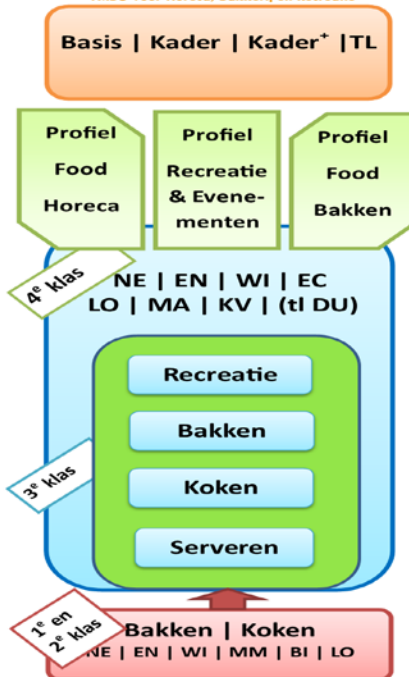 Basis | Kader | Kader⁺ |TL
Profiel
Food
Horeca
Profiel
Recreatie
& Evene-
menten
Profiel
Food
Bakken
4ᵉ klas
NE | EN | WI | EC
LO | MA | KV | (tl DU)
Recreatie
Bakken
3ᵉ klas
Koken
Serveren
1ᵉ en
2ᵉ klas
Bakken | Koken
NE | EN | WI | MM | BI | LO